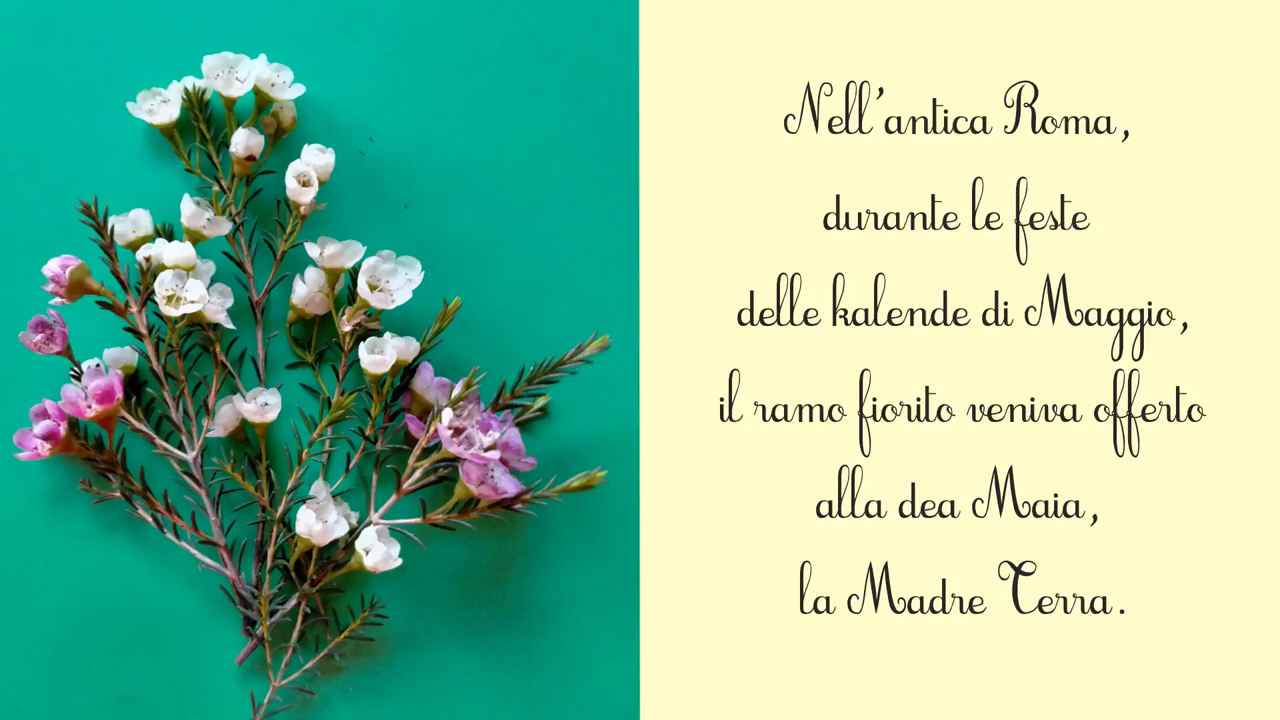 Nell'antica Roma,
durante le feste
delle kalende di Maggio,
il ramo fiorito veniva offerto
alla dea Maia,
la Madre Terra.